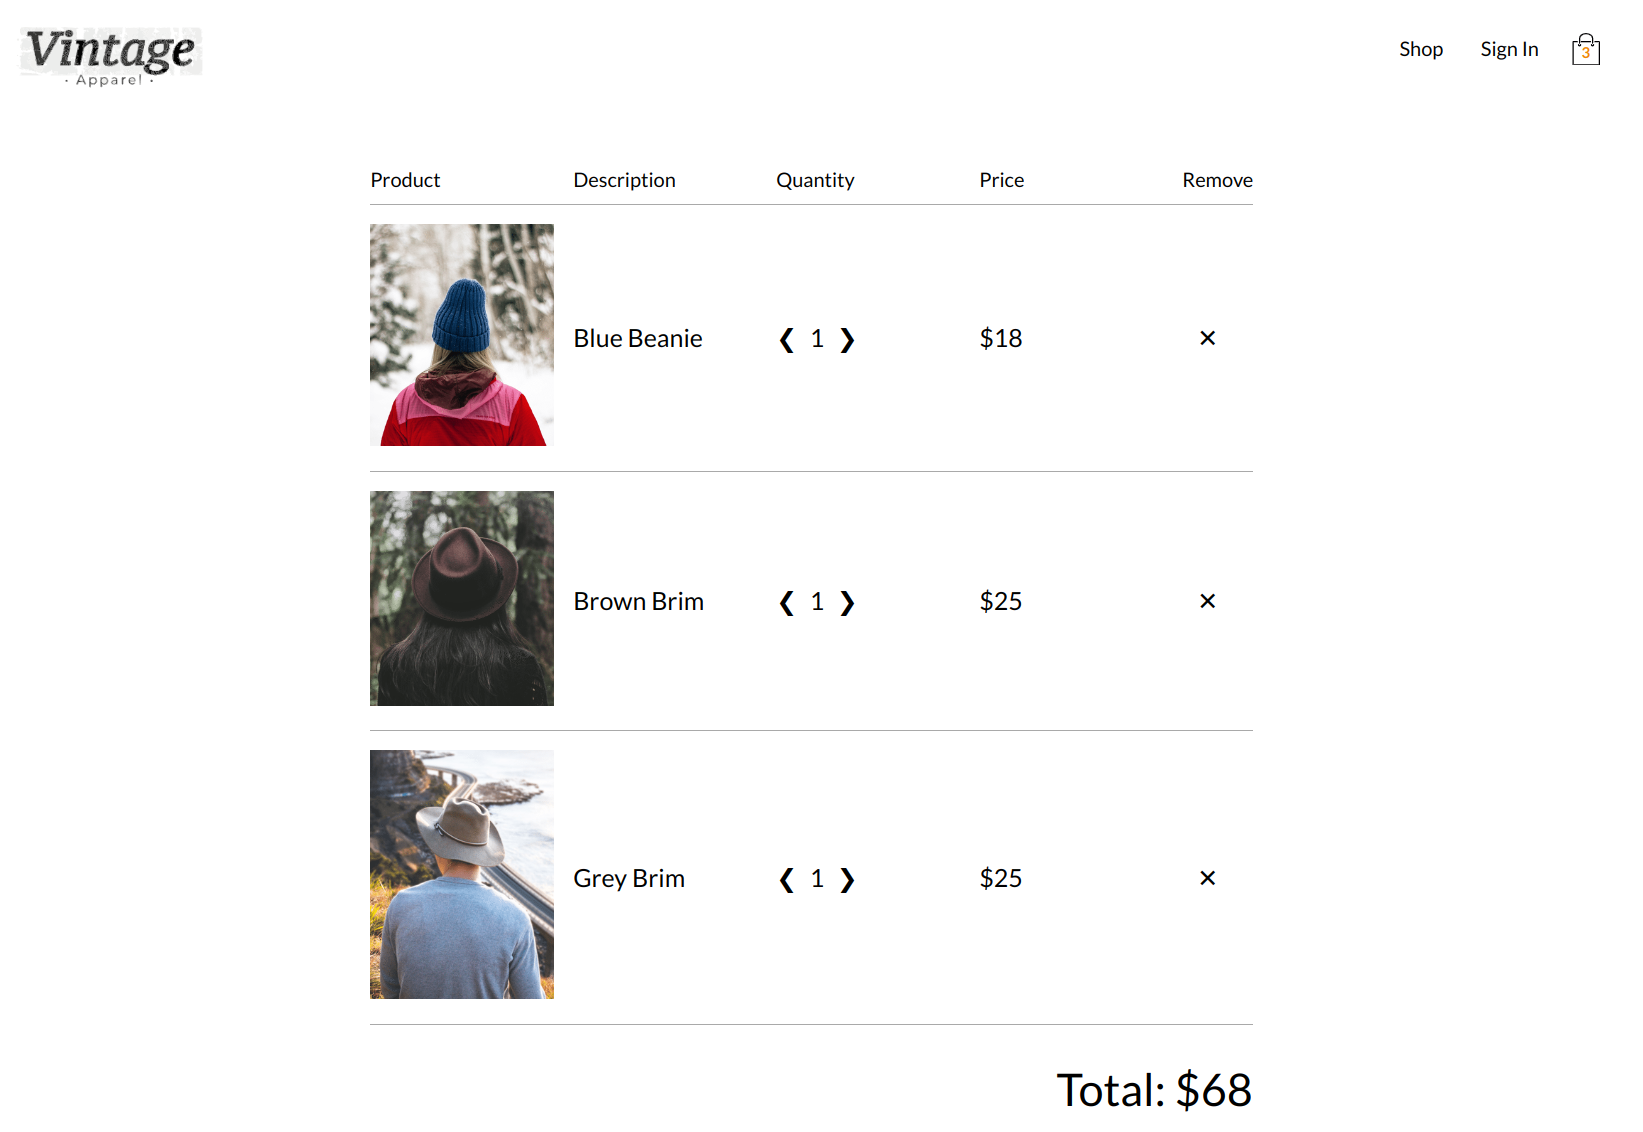 Vintage
· Apparel ·
Shop Sign In 3
Product Description Quantity Price Remove
Blue Beanie ❮ 1 ❯ $18 ✕
Brown Brim ❮ 1 ❯ $25 ✕
Grey Brim ❮ 1 ❯ $25 ✕
Total: $68